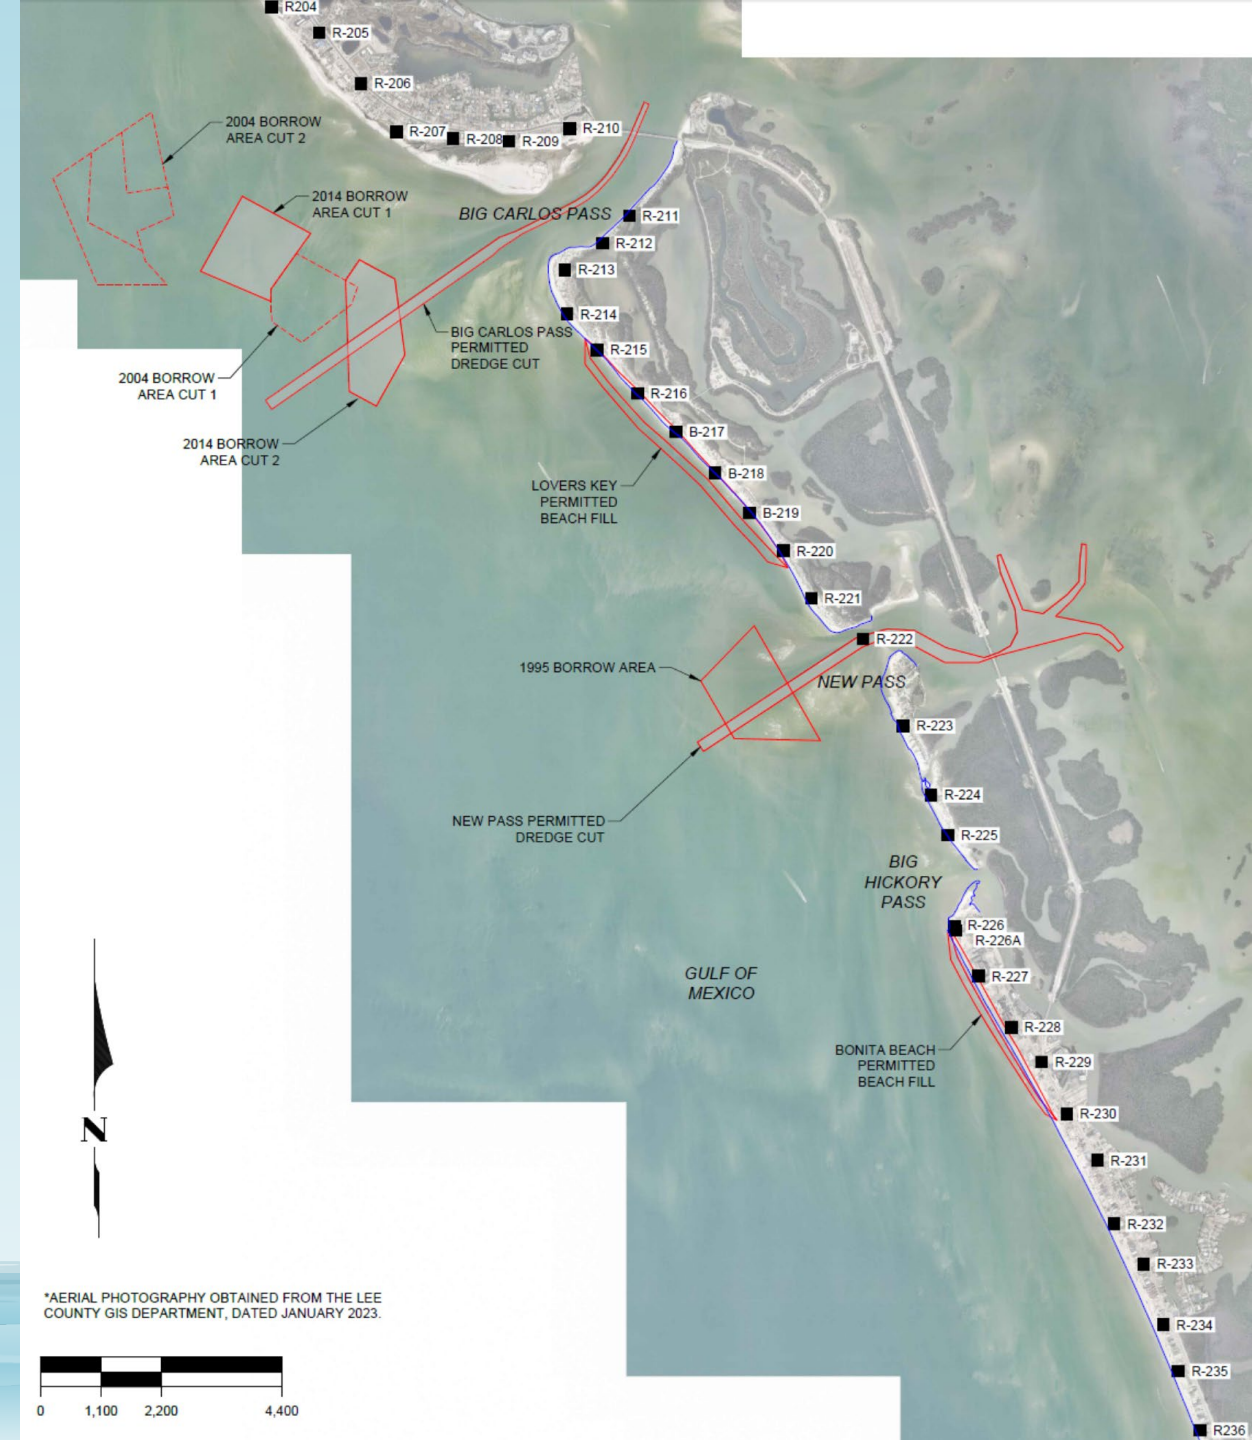 R204
R-205
R-206
R-207
R-208
R-209
R-210
2004 BORROW
AREA CUT 2
2014 BORROW
AREA CUT 1
BIG CARLOS PASS
R-211
R-212
R-213
R-214
BIG CARLOS PASS
PERMITTED
DREDGE CUT
R-215
2004 BORROW
AREA CUT 1
R-216
2014 BORROW
AREA CUT 2
B-217
B-218
LOVERS KEY
PERMITTED
BEACH FILL
B-219
R-220
R-221
R-222
1995 BORROW AREA
NEW PASS
R-223
R-224
NEW PASS PERMITTED
DREDGE CUT
R-225
BIG
HICKORY
PASS
R-226
R-226A
GULF OF
MEXICO
R-227
R-228
BONITA BEACH
PERMITTED
BEACH FILL
R-229
R-230
N
R-231
R-232
R-233
*AERIAL PHOTOGRAPHY OBTAINED FROM THE LEE
COUNTY GIS DEPARTMENT, DATED JANUARY 2023.
R-234
R-235
0 1,100 2,200 4,400
R236